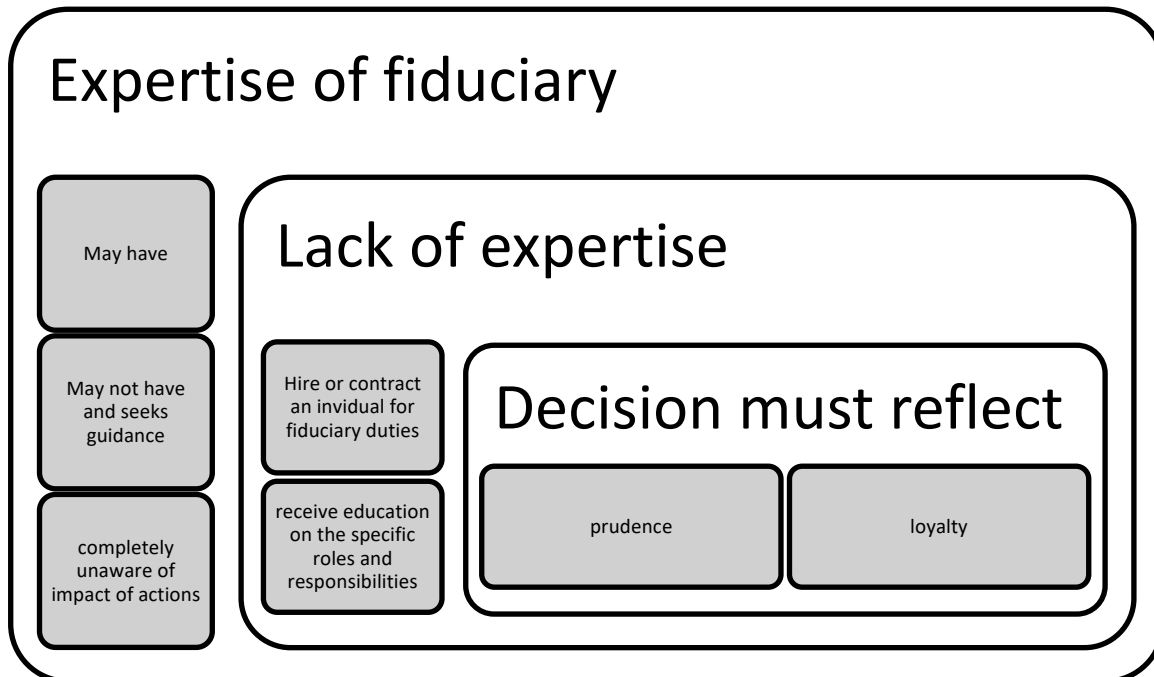 Expertise of fiduciary
May have
May not have
and seeks
guidance
completely
unaware of
impact of actions
Lack of expertise
Hire or contract
an invidual for
fiduciary duties
receive education
on the specific
roles and
responsibilities
Decision must reflect
prudence
loyalty